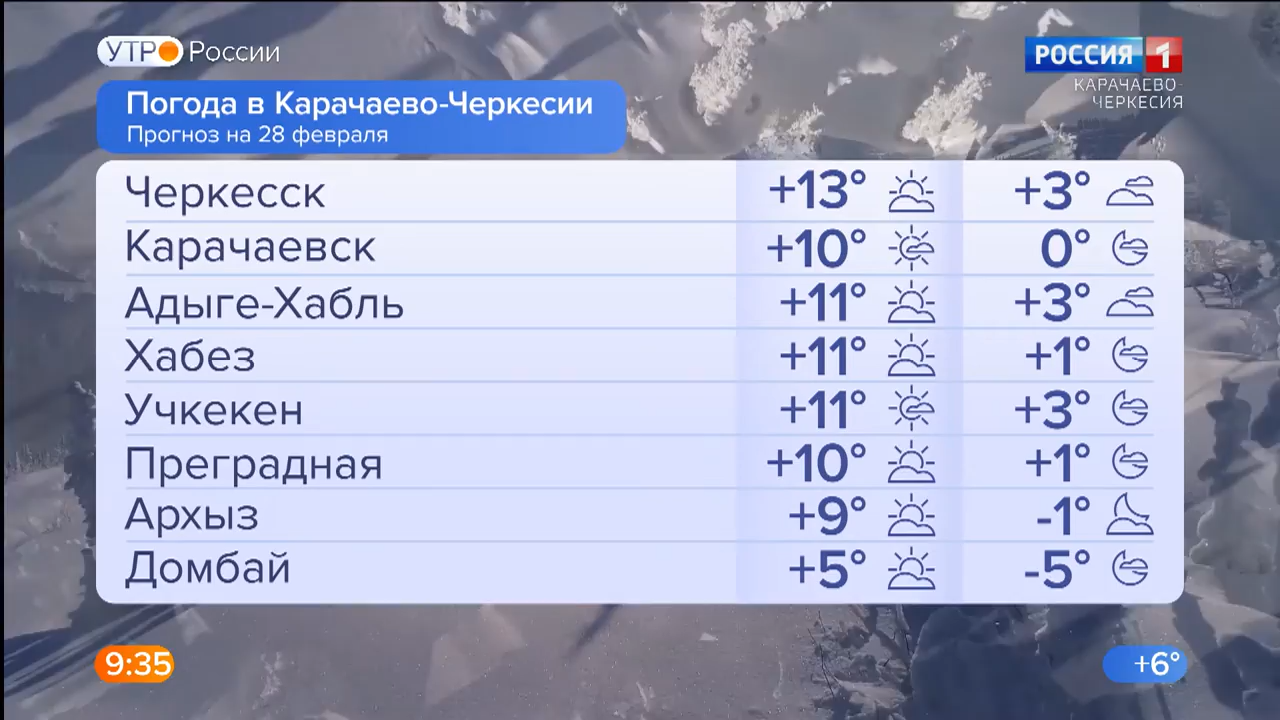 УТРО России
РОССИЯ 1
КАРАЧАЕВО-
ЧЕРКЕСИЯ
Погода в Карачаево-Черкесии
Прогноз на 28 февраля
Черкесск +13° +3°
Карачаевск +10° 0°
Адыге-Хабль +11° +3°
Хабез +11° +1°
Учкекен +11° +3°
Преградная +10° +1°
Архыз +9° -1°
Домбай +5° -5°
9:35 +6°